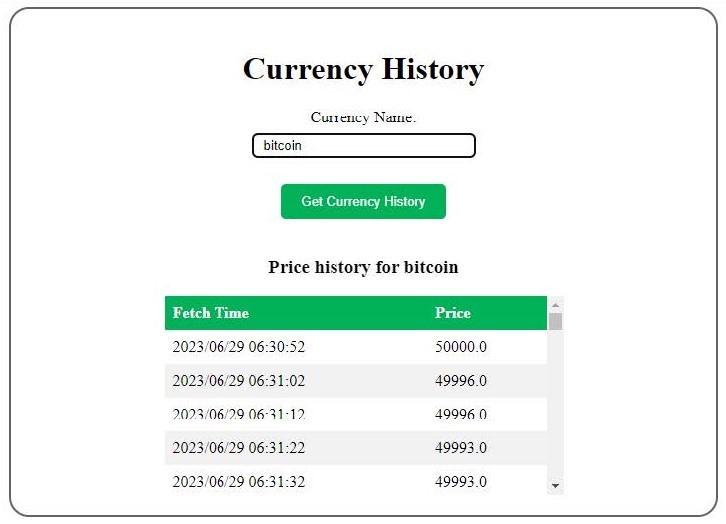 Currency History
Currency Name:
bitcoin
Get Currency History
Price history for bitcoin
Fetch Time Price
2023/06/29 06:30:52 50000.0
2023/06/29 06:31:02 49996.0
2023/06/29 06:31:12 49996.0
2023/06/29 06:31:22 49993.0
2023/06/29 06:31:32 49993.0